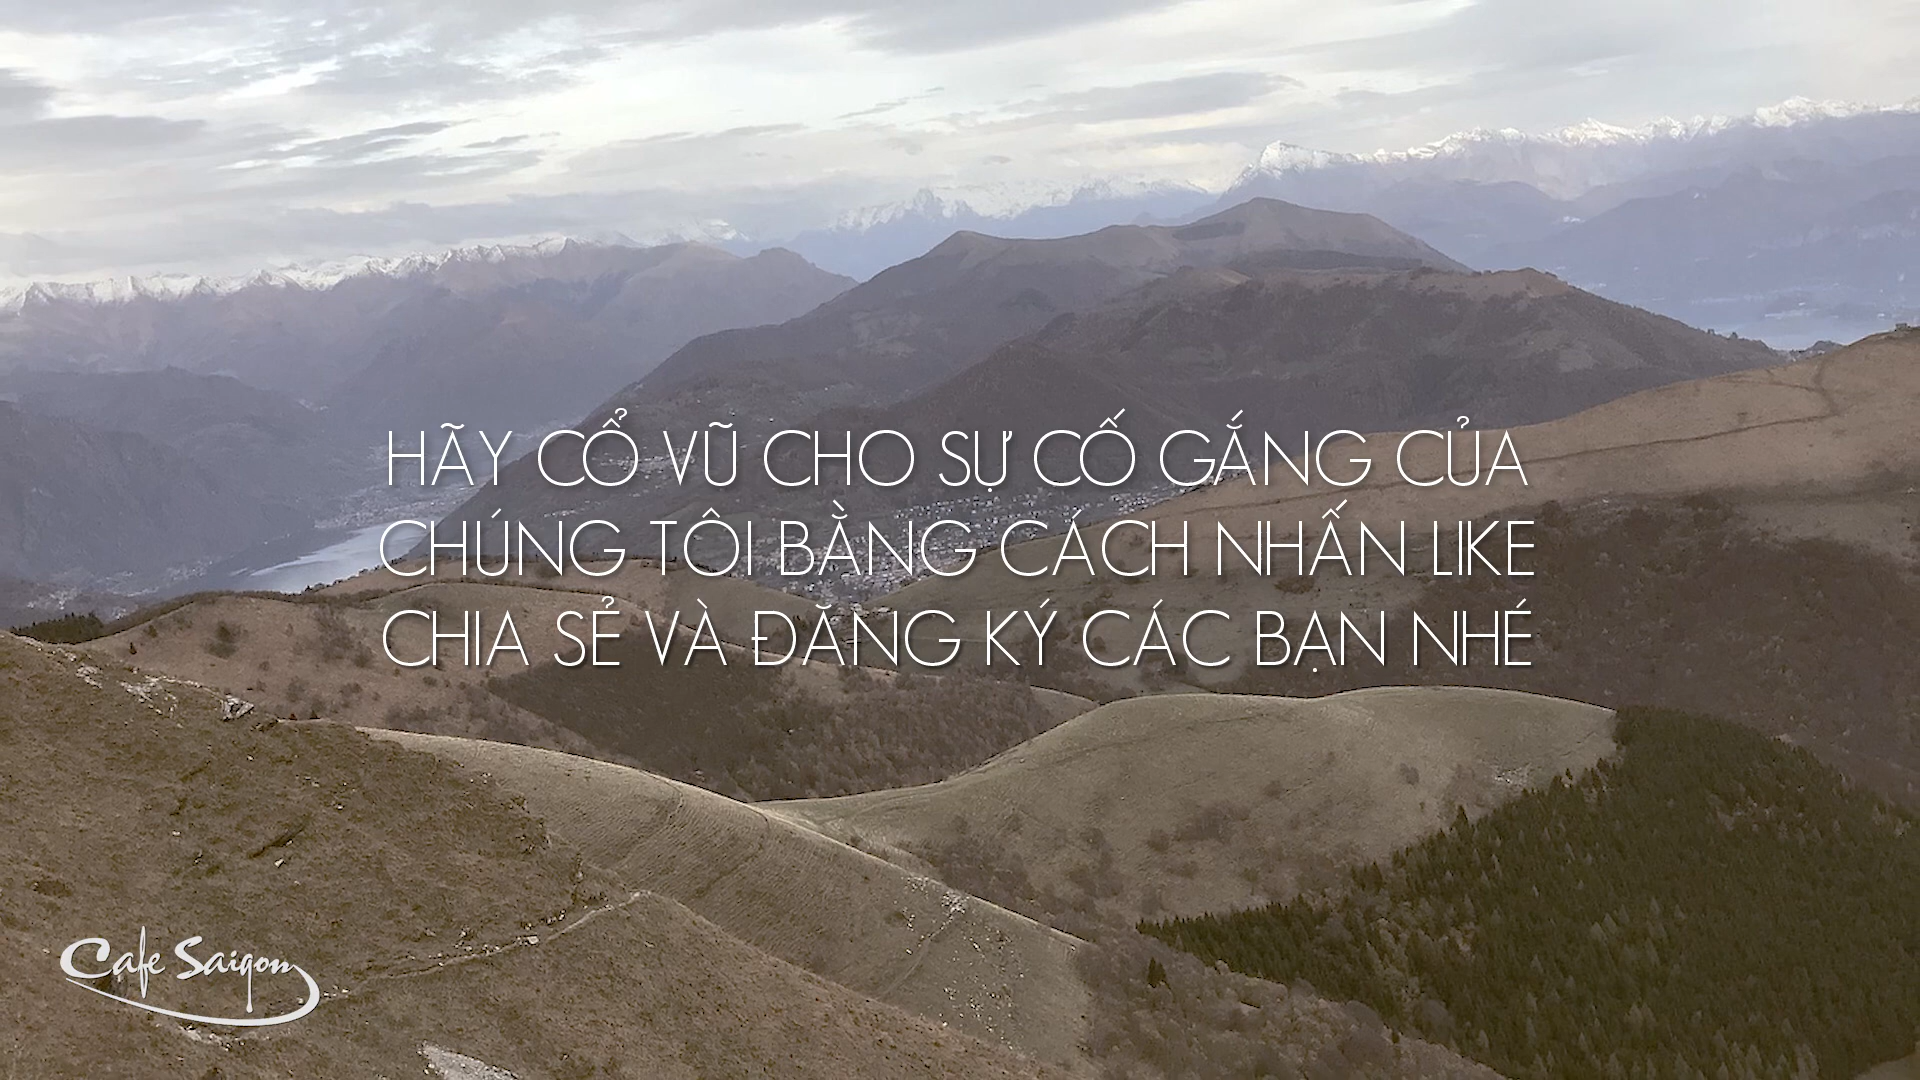 HÃY CỔ VŨ CHO SỰ CỐ GẮNG CỦA
CHÚNG TÔI BẰNG CÁCH NHẤN LIKE
CHIA SẺ VÀ ĐĂNG KÝ CÁC BẠN NHÉ
Cafe Saigon